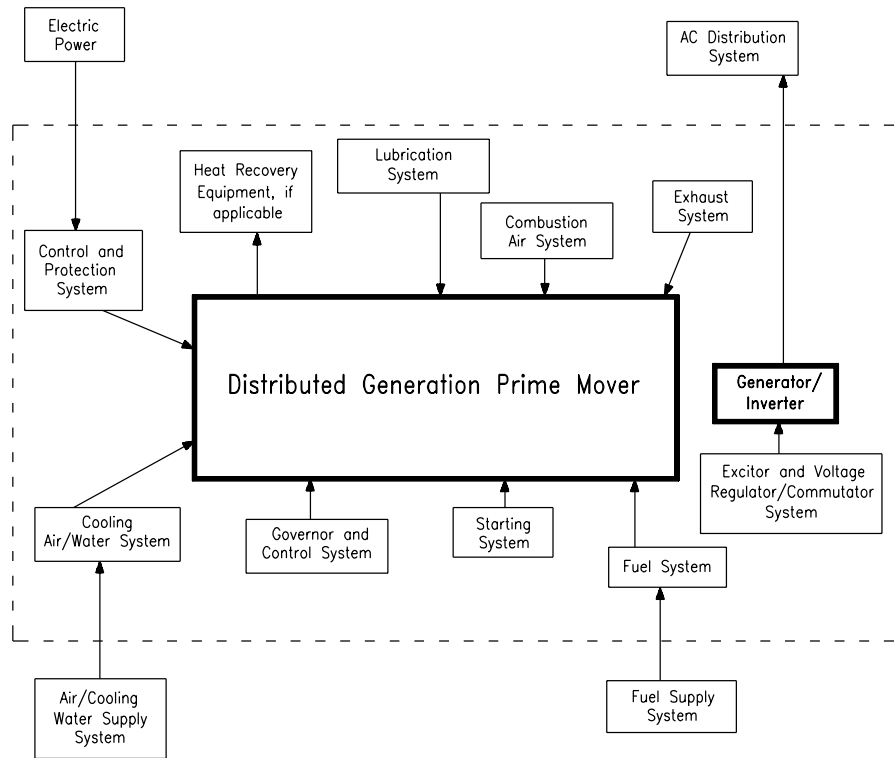 Electric
Power
AC Distribution
System
Heat Recovery
Equipment, if
applicable
Lubrication
System
Combustion
Air System
Exhaust
System
Control and
Protection
System
Distributed Generation Prime Mover
Generator/
Inverter
Excitor and Voltage
Regulator/Commutator
System
Cooling
Air/Water System
Governor and
Control System
Starting
System
Fuel System
Air/Cooling
Water Supply
System
Fuel Supply
System